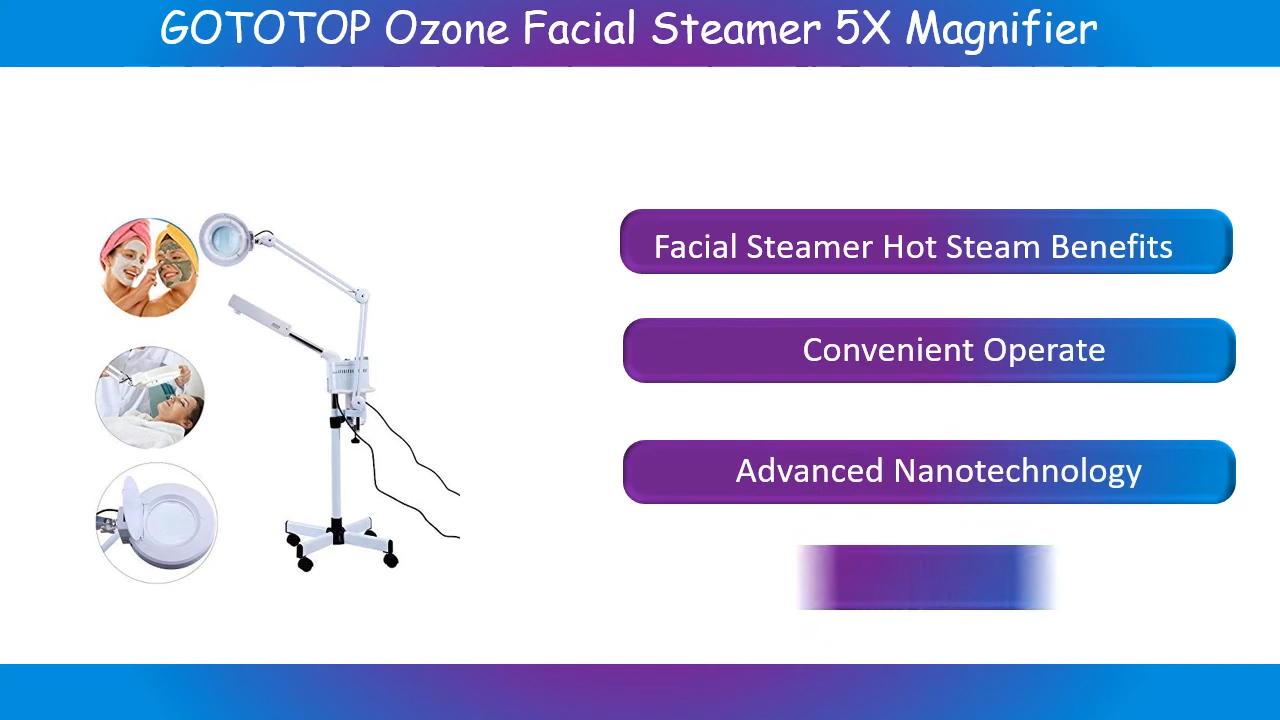 GOTOTOP Ozone Facial Steamer 5X Magnifier
Facial Steamer Hot Steam Benefits
Convenient Operate
Advanced Nanotechnology